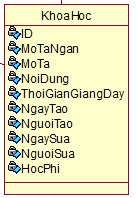 KhoaHoc
ID
MoTaNgan
MoTa
NoiDung
ThoiGianGiangDay
NgayTao
NguoiTao
NgaySua
NguoiSua
HocPhi